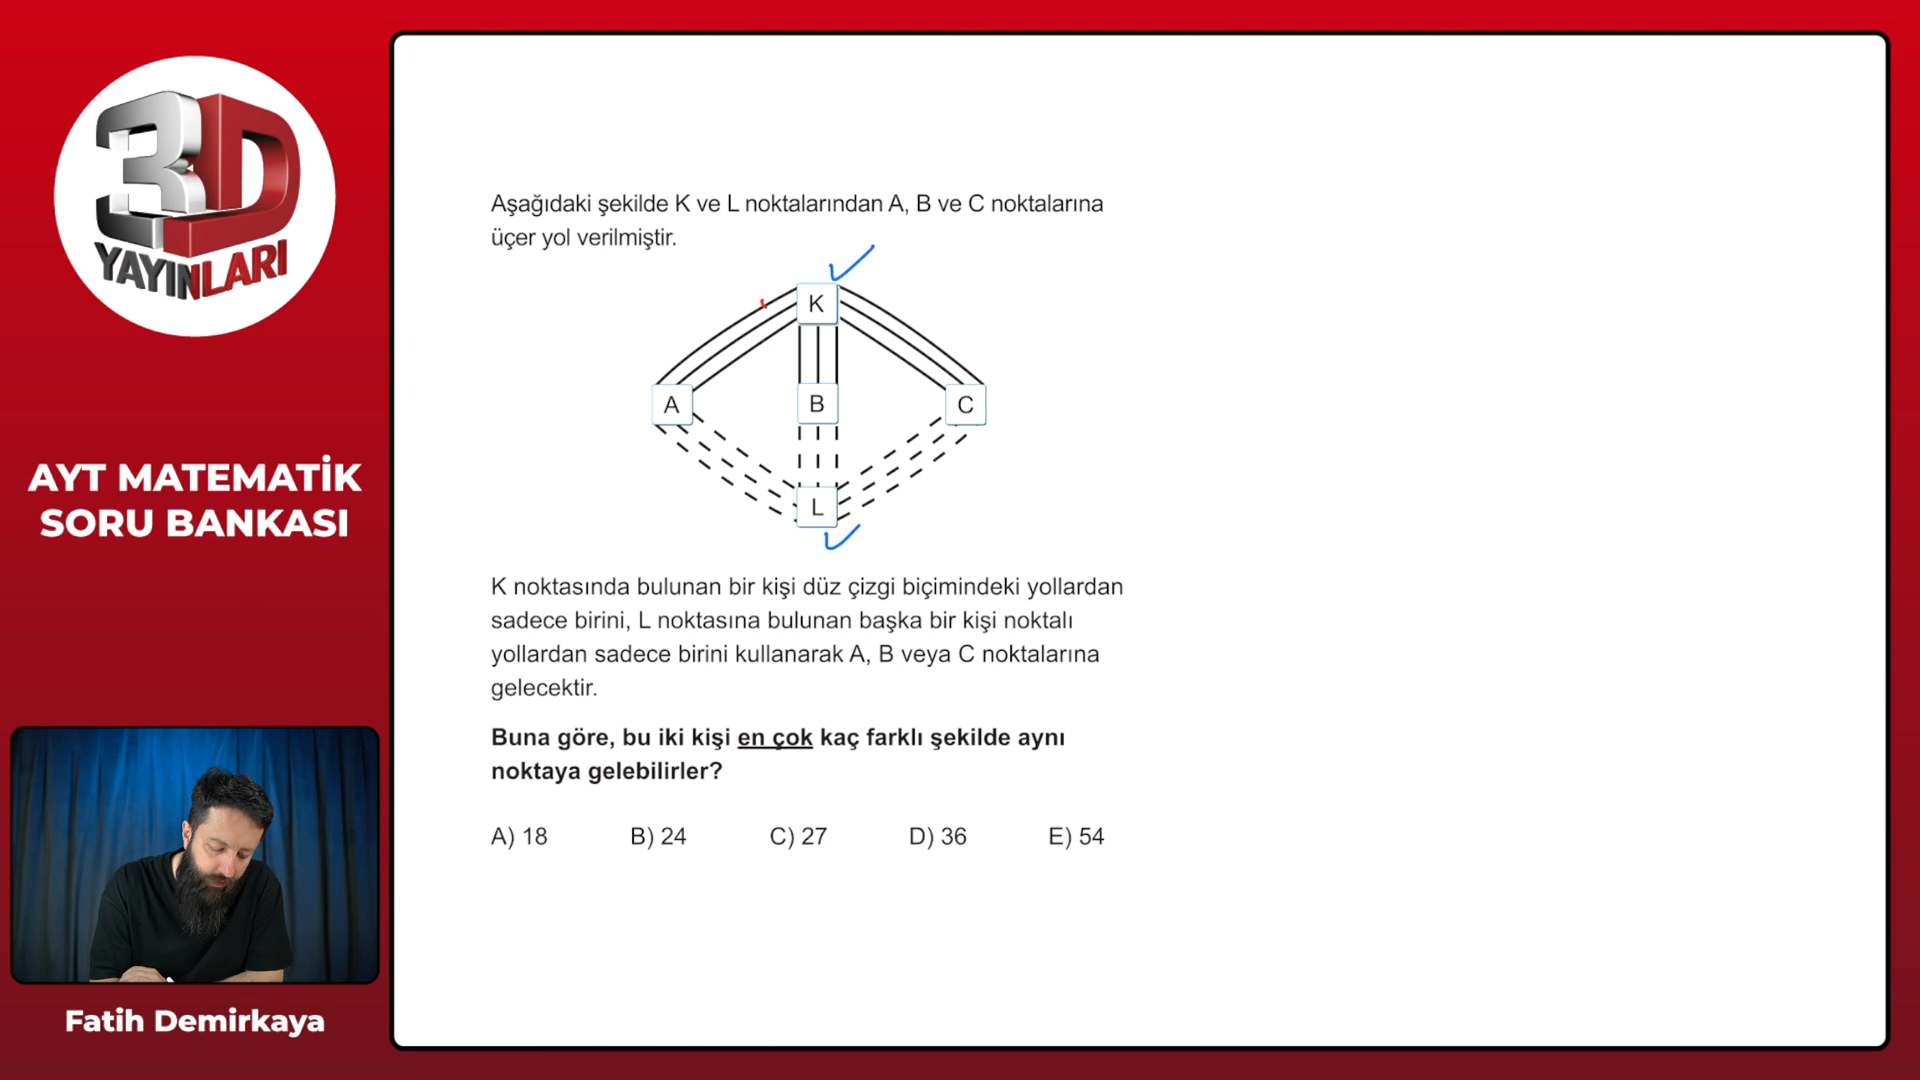 3D
YAYINLARI
AYT MATEMATİK
SORU BANKASI
Fatih Demirkaya
Aşağıdaki şekilde K ve L noktalarından A, B ve C noktalarına
üçer yol verilmiştir.
K
A
B
C
L
K noktasında bulunan bir kişi düz çizgi biçimindeki yollardan
sadece birini, L noktasına bulunan başka bir kişi noktalı
yollardan sadece birini kullanarak A, B veya C noktalarına
gelecektir.
Buna göre, bu iki kişi en çok kaç farklı şekilde aynı
noktaya gelebilirler?
A) 18 B) 24 C) 27 D) 36 E) 54